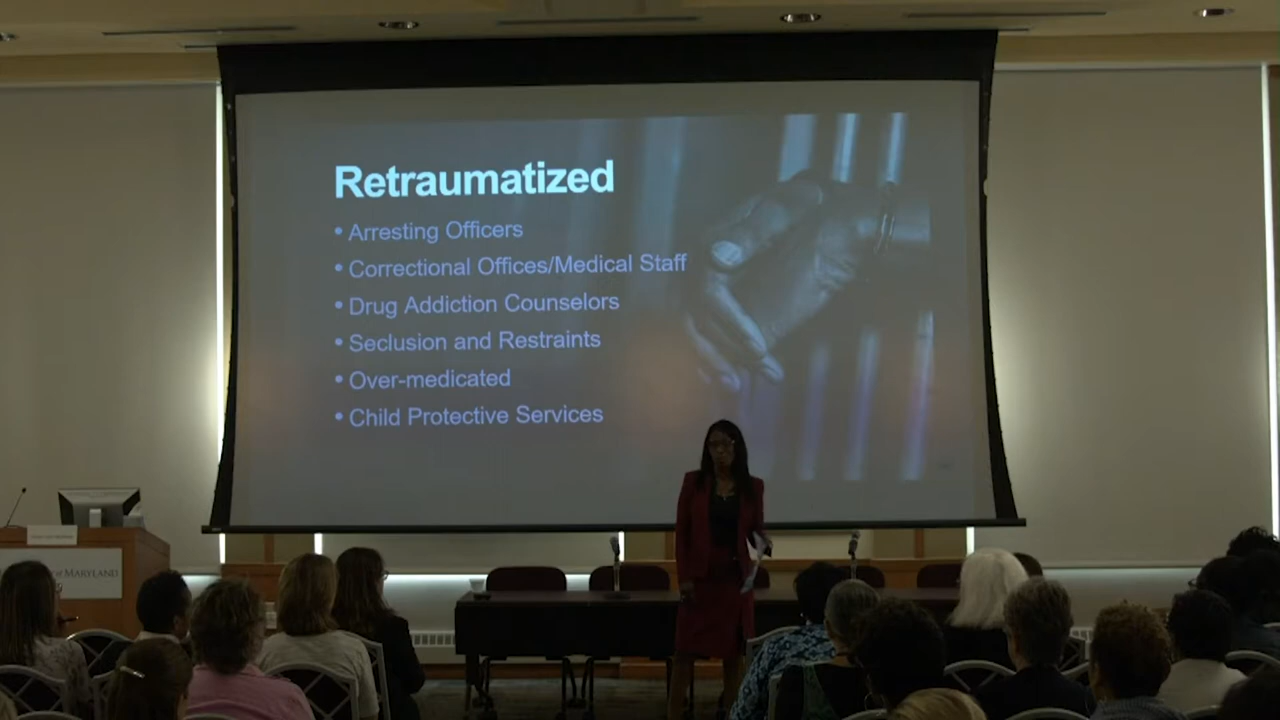 Retraumatized
• Arresting Officers
• Correctional Offices/Medical Staff
• Drug Addiction Counselors
• Seclusion and Restraints
• Over-medicated
• Child Protective Services
MARYLAND